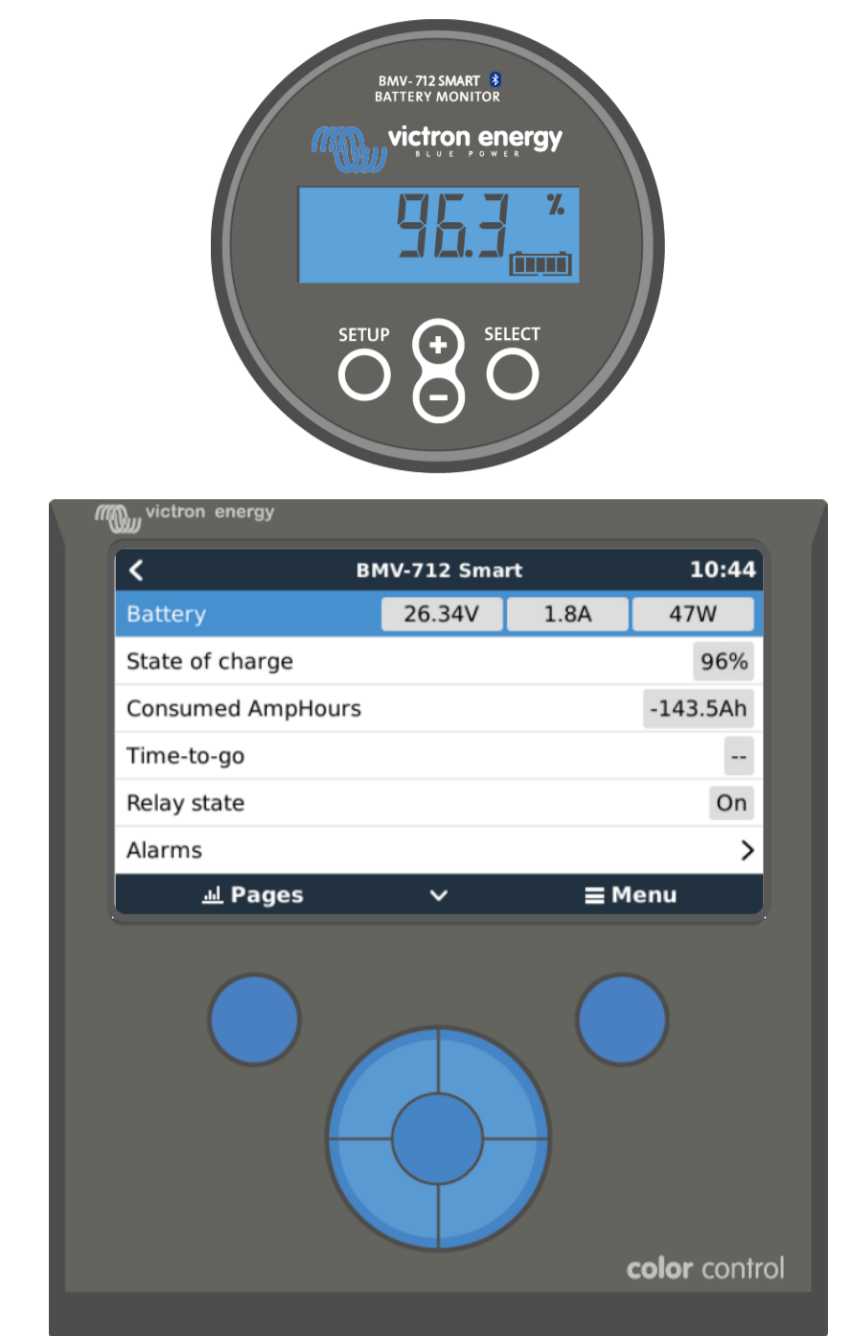 BMV-712 SMART
BATTERY MONITOR
victron energy
BLUE POWER
96.3 %
SETUP + SELECT
-
victron energy
BMV-712 Smart 10:44
Battery 26.34V 1.8A 47W
State of charge 96%
Consumed AmpHours -143.5Ah
Time-to-go --
Relay state On
Alarms
Pages Menu
color control